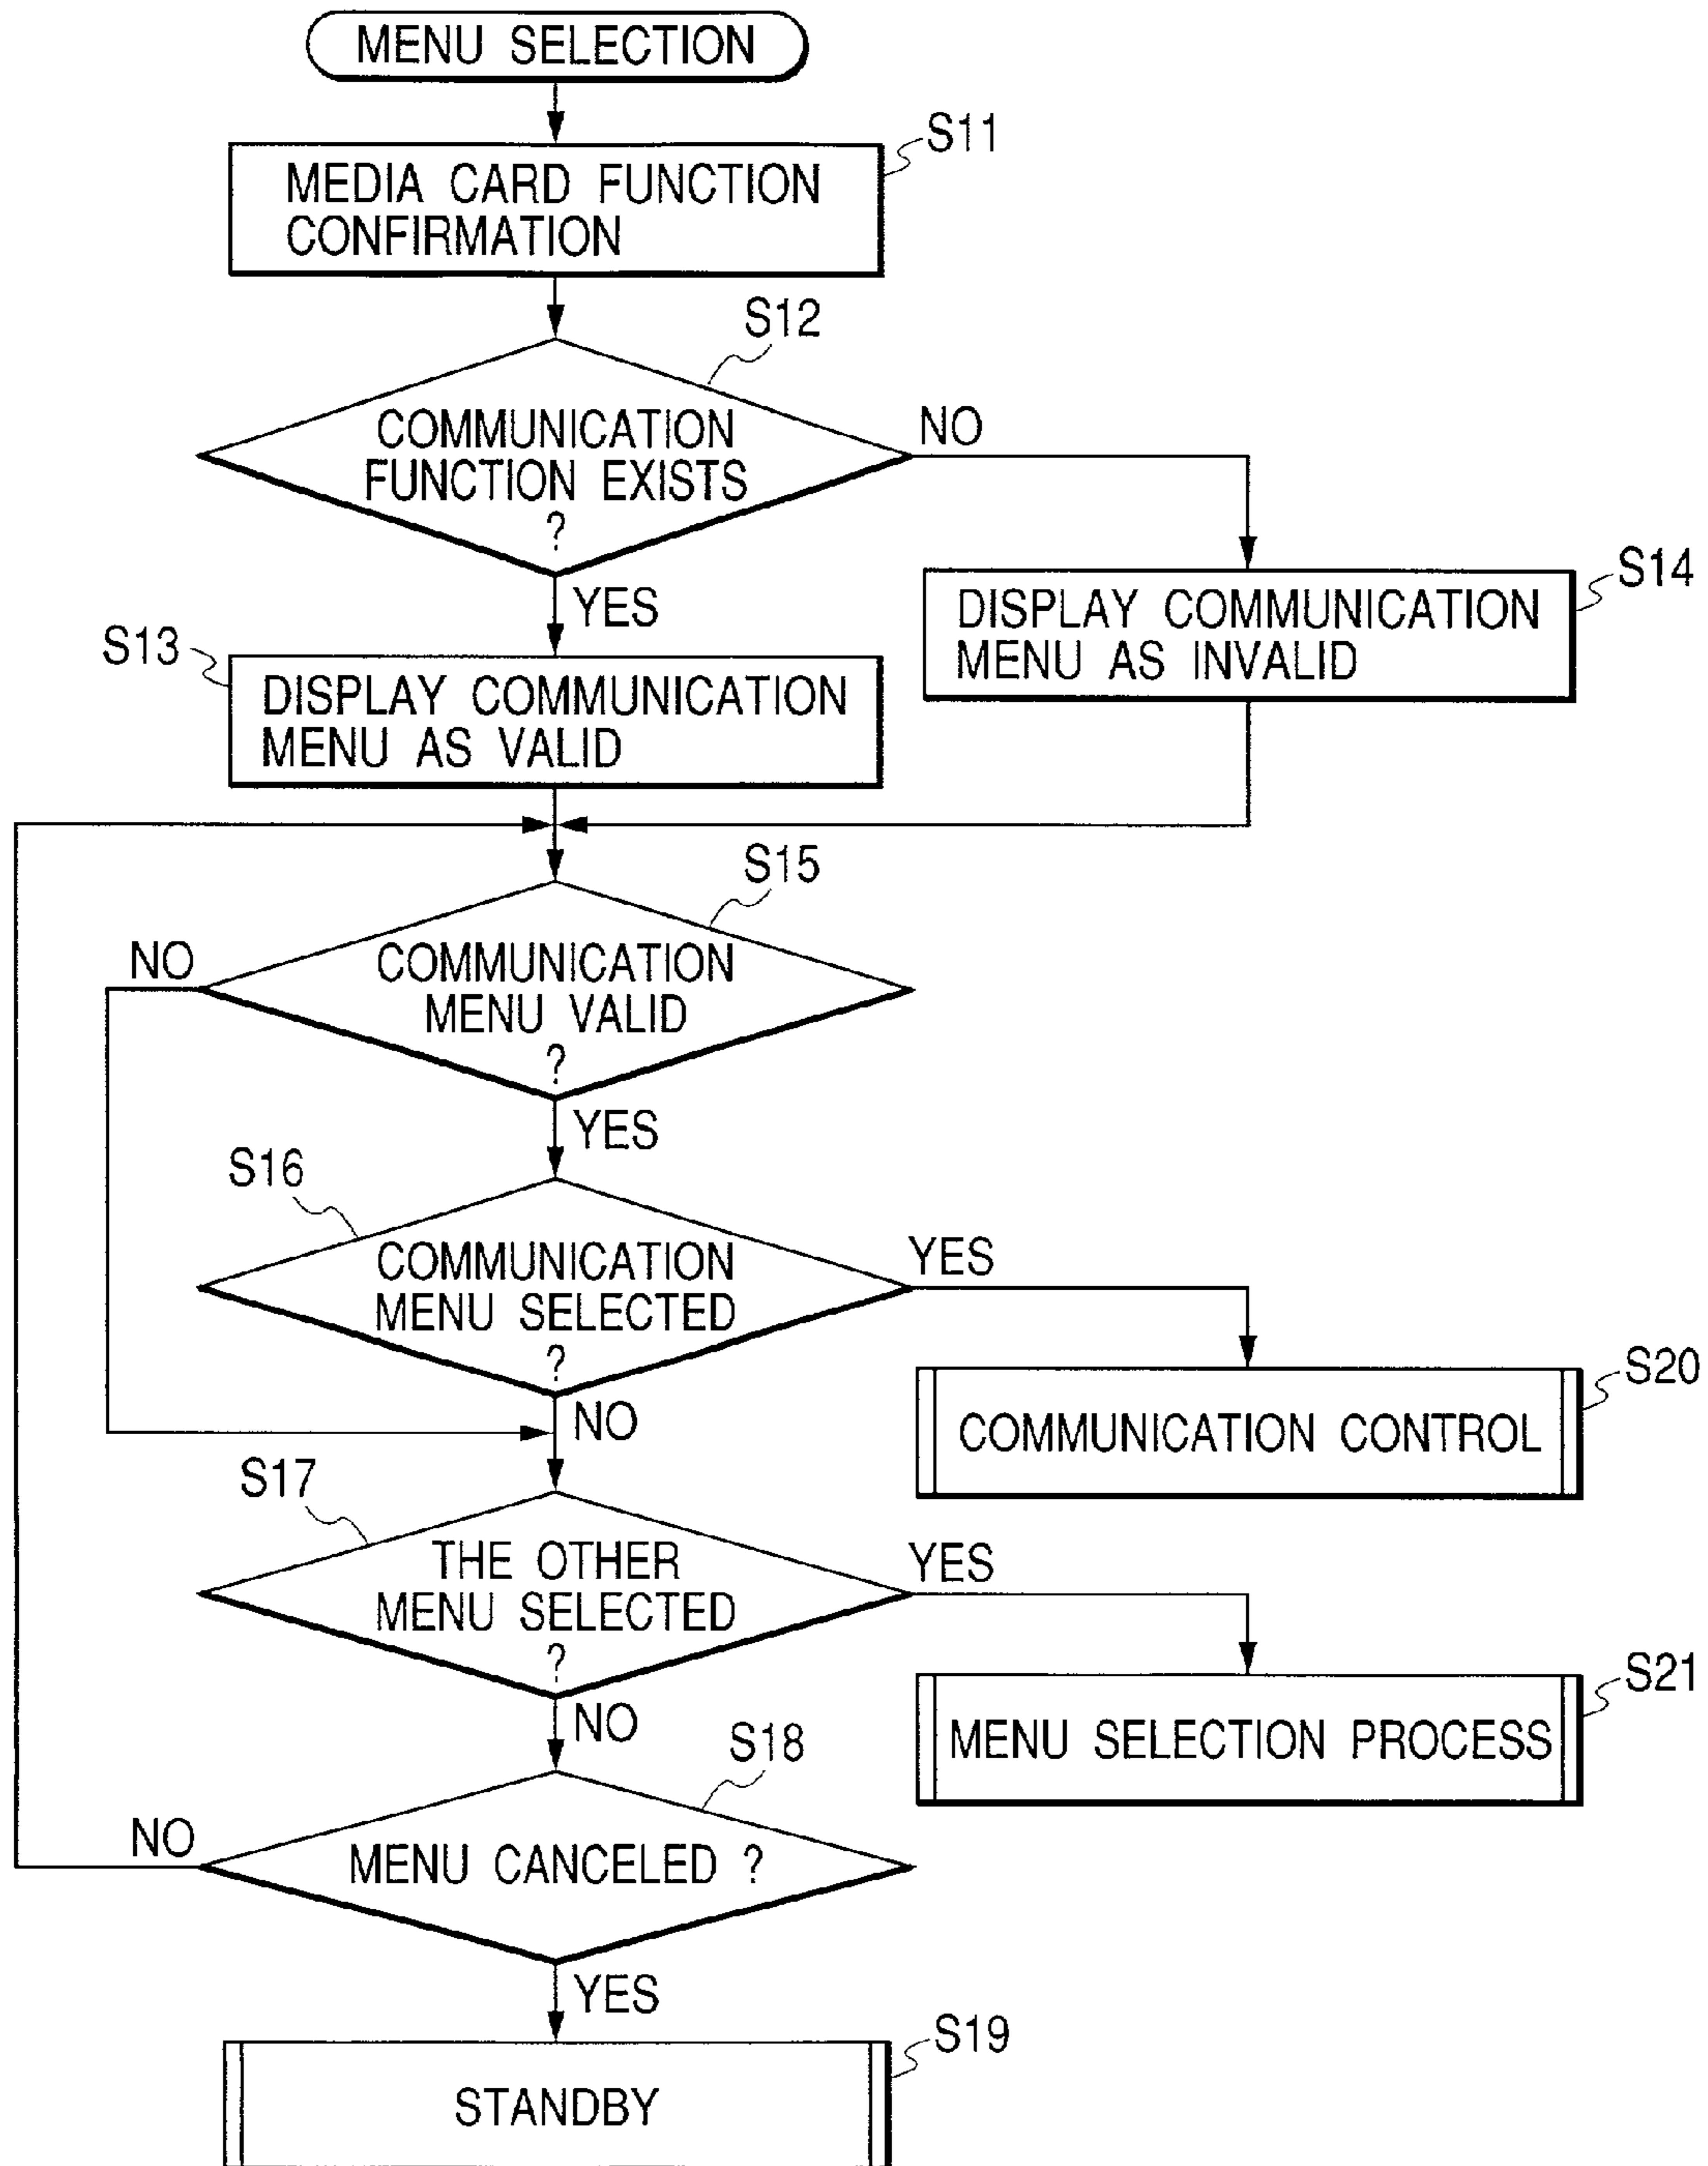 MENU SELECTION
S11
MEDIA CARD FUNCTION
CONFIRMATION
S12
COMMUNICATION
FUNCTION EXISTS
?
NO
YES
S14
DISPLAY COMMUNICATION
MENU AS INVALID
S13
DISPLAY COMMUNICATION
MENU AS VALID
S15
COMMUNICATION
MENU VALID
?
NO
YES
S16
COMMUNICATION
MENU SELECTED
?
YES
NO
S20
COMMUNICATION CONTROL
S17
THE OTHER
MENU SELECTED
?
YES
NO
S21
MENU SELECTION PROCESS
S18
MENU CANCELED ?
NO
YES
S19
STANDBY